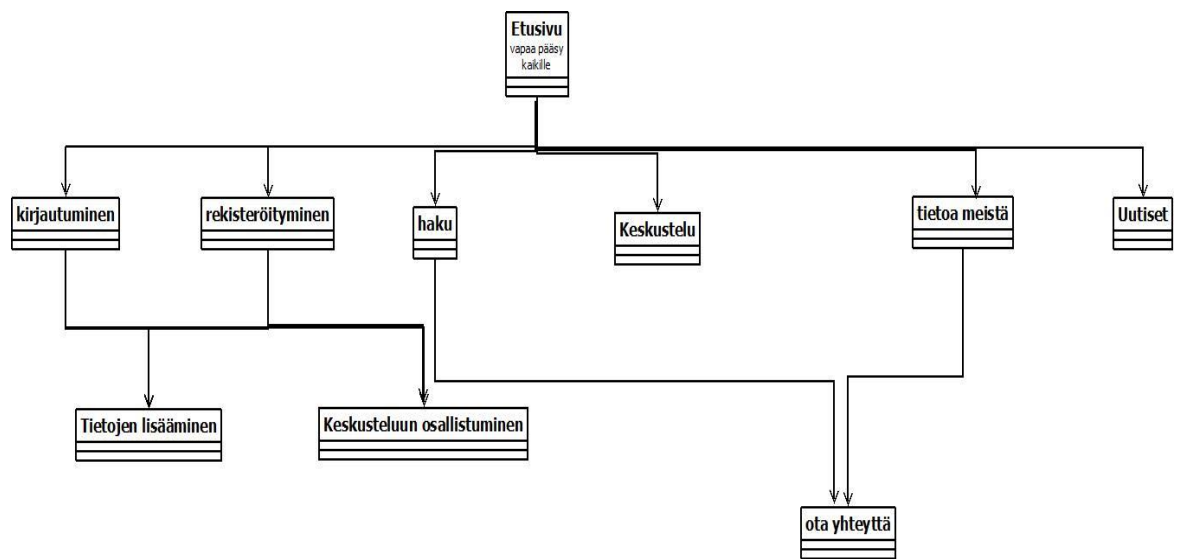 Etusivu
vapaa pääsy
kaikille
kirjautuminen
rekisteröityminen
haku
Keskustelu
tietoa meistä
Uutiset
Tietojen lisääminen
Keskusteluun osallistuminen
ota yhteyttä